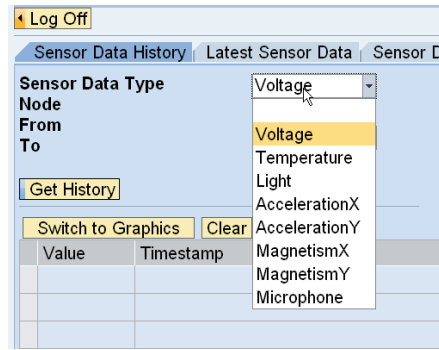 Log Off
Sensor Data History Latest Sensor Data Sensor D
Sensor Data Type Voltage
Node
From
To
Voltage
Temperature
Light
AccelerationX
AccelerationY
MagnetismX
MagnetismY
Microphone
Get History
Switch to Graphics Clear
Value Timestamp